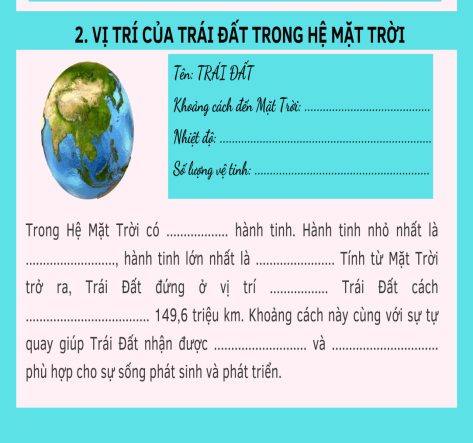 2. VỊ TRÍ CỦA TRÁI ĐẤT TRONG HỆ MẶT TRỜI
Tên: TRÁI ĐẤT
Khoảng cách đến Mặt Trời: ........................................
Nhiệt độ: ....................................................................
Số lượng vệ tinh: ........................................................
Trong Hệ Mặt Trời có .................. hành tinh. Hành tinh nhỏ nhất là
.........................., hành tinh lớn nhất là ....................... Tính từ Mặt Trời
trở ra, Trái Đất đứng ở vị trí ................. Trái Đất cách
.................................... 149,6 triệu km. Khoảng cách này cùng với sự tự
quay giúp Trái Đất nhận được ........................... và ...............................
phù hợp cho sự sống phát sinh và phát triển.